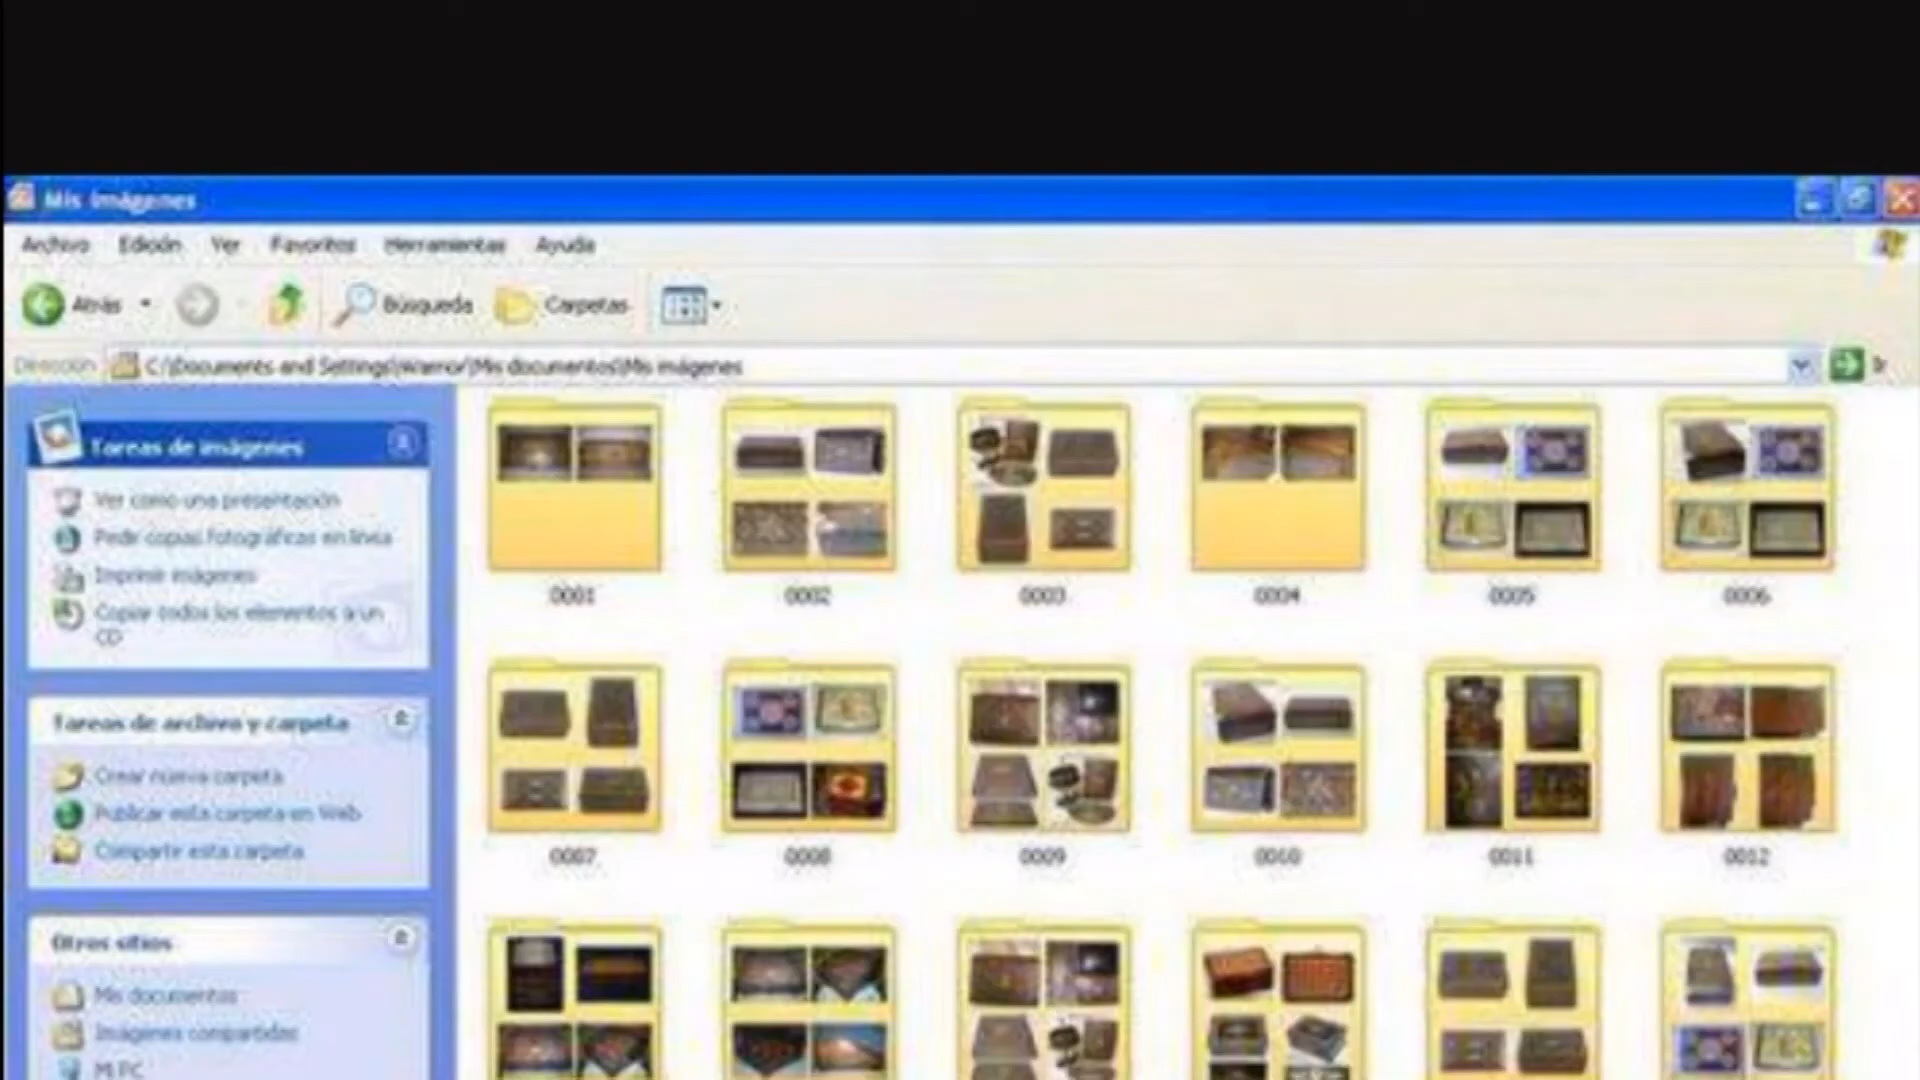 Mis imágenes
Archivo Edición Ver Favoritos Herramientas Ayuda
Atrás Búsqueda Carpetas
Dirección C:\Documents and Settings\Warrior\Mis documentos\Mis imágenes Ir
Tareas de imágenes
Ver como una presentación
Pedir copias fotográficas en línea
Imprimir imágenes
Copiar todos los elementos a un
CD
0001 0002 0003 0004 0005 0006
Tareas de archivo y carpeta
Crear nueva carpeta
Publicar esta carpeta en Web
Compartir esta carpeta
0007 0008 0009 0010 0011 0012
Otros sitios
Mis documentos
Imágenes compartidas
Mi PC